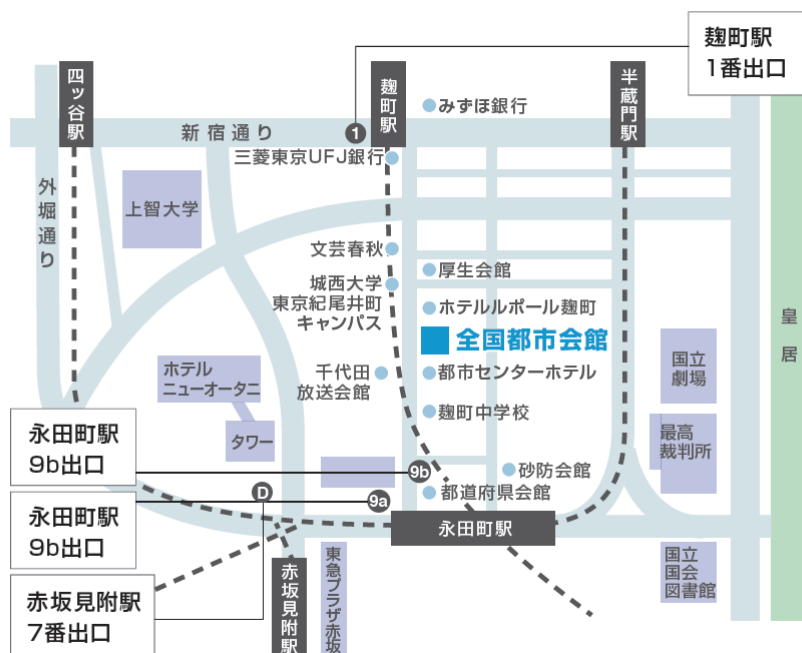 麹町駅
1番出口
四ッ谷駅
麹町駅
半蔵門駅
みずほ銀行
新宿通り
1
三菱東京UFJ銀行
外堀通り
上智大学
文芸春秋
厚生会館
城西大学
東京紀尾井町
キャンパス
ホテルルポール麹町
全国都市会館
皇居
国立
劇場
ホテル
ニューオータニ
千代田
放送会館
都市センターホテル
麹町中学校
タワー
最高
裁判所
永田町駅
9b出口
9b
砂防会館
D
9a
都道府県会館
永田町駅
9b出口
永田町駅
国立
国会
図書館
東急プラザ赤坂
赤坂見附駅
赤坂見附駅
7番出口